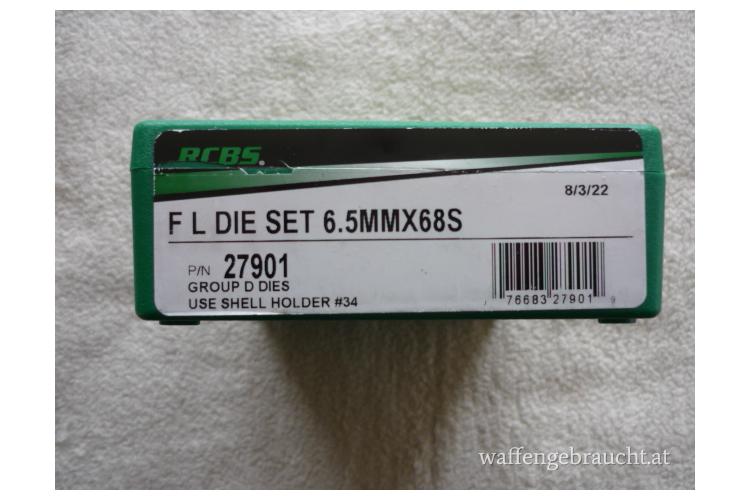 RCBS®
8/3/22
F L DIE SET 6.5MMX68S
P/N 27901
GROUP D DIES
USE SHELL HOLDER #34
76683 27901 9
waffengebraucht.at